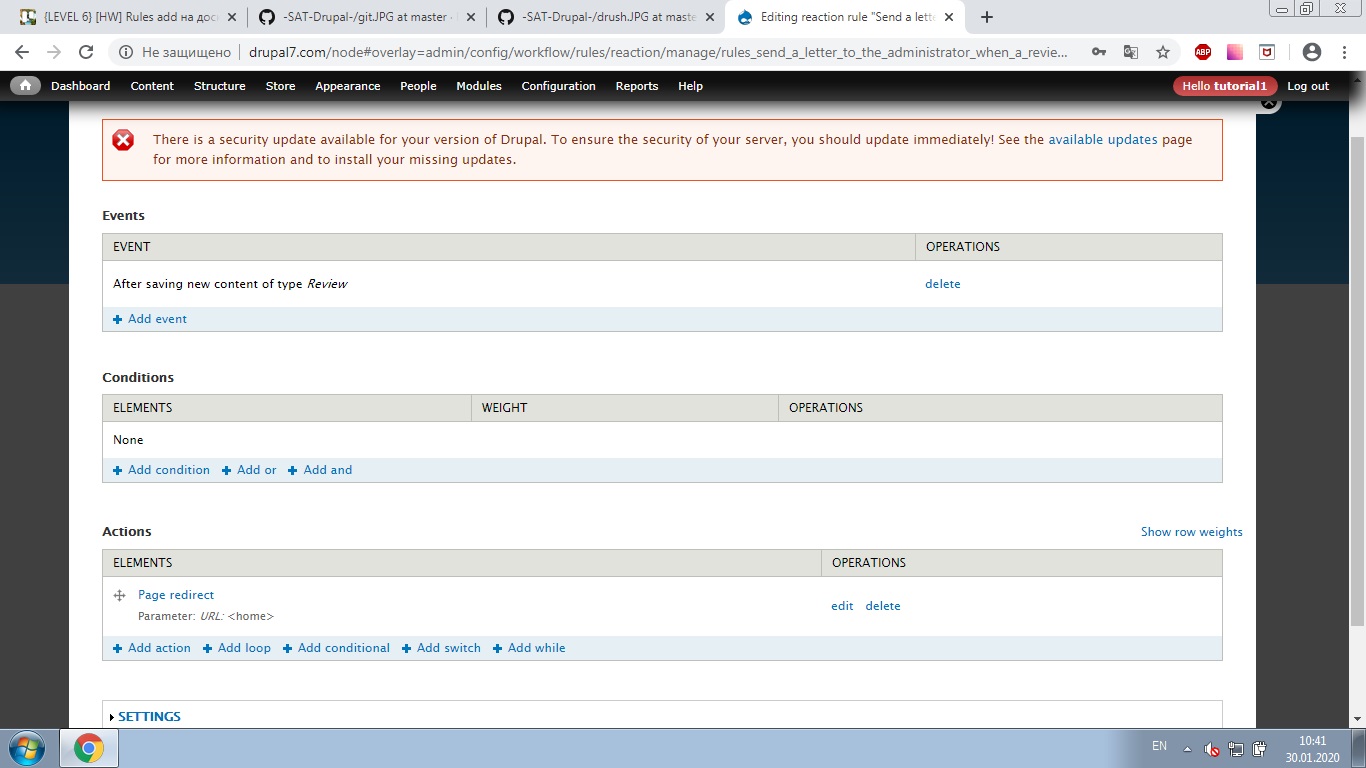 {LEVEL 6} [HW] Rules add на дос
-SAT-Drupal-/git.JPG at master ·
-SAT-Drupal-/drush.JPG at maste
Editing reaction rule "Send a lett
Не защищено | drupal7.com/node#overlay=admin/config/workflow/rules/reaction/manage/rules_send_a_letter_to_the_administrator_when_a_revie...
ABP
Dashboard Content Structure Store Appearance People Modules Configuration Reports Help Hello tutorial1 Log out
There is a security update available for your version of Drupal. To ensure the security of your server, you should update immediately! See the available updates page
for more information and to install your missing updates.
Events
EVENT OPERATIONS
After saving new content of type Review delete
Add event
Conditions
ELEMENTS WEIGHT OPERATIONS
None
Add condition Add or Add and
Actions Show row weights
ELEMENTS OPERATIONS
Page redirect
Parameter: URL: <home>
edit delete
Add action Add loop Add conditional Add switch Add while
SETTINGS
EN 10:41
30.01.2020